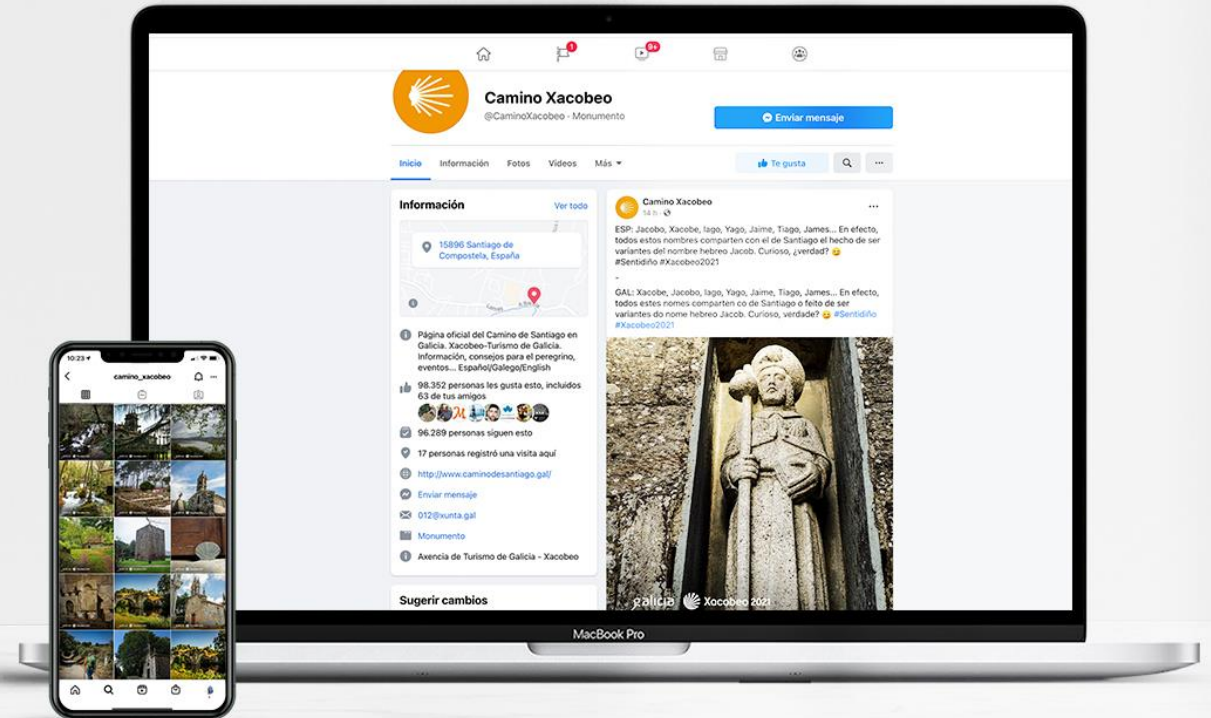 1
9+
Camino Xacobeo
@CaminoXacobeo · Monumento
Enviar mensaje
Inicio Información Fotos Videos Más
Te gusta
Información Ver todo
15896 Santiago de
Compostela, España
Página oficial del Camino de Santiago en
Galicia. Xacobeo-Turismo de Galicia.
Información, consejos para el peregrino,
eventos... Español/Galego/English
98.352 personas les gusta esto, incluidos
63 de tus amigos
96.289 personas siguen esto
17 personas registró una visita aquí
http://www.caminodesantiago.gal/
Enviar mensaje
012@xunta.gal
Monumento
Axencia de Turismo de Galicia - Xacobeo
Sugerir cambios
Camino Xacobeo
14 h
ESP: Jacobo, Xacobe, Iago, Yago, Jaime, Tiago, James... En efecto,
todos estos nombres comparten con el de Santiago el hecho de ser
variantes del nombre hebreo Jacob. Curioso, ¿verdad? 😉
#Sentidiño #Xacobeo2021
-
GAL: Xacobe, Jacobo, Iago, Yago, Jaime, Tiago, James... En efecto,
todos estes nomes comparten co de Santiago o feito de ser
variantes do nome hebreo Jacob. Curioso, verdade? 😉 #Sentidiño
#Xacobeo2021
galicia Xacobeo 2021
MacBook Pro
10:23
camino_xacobeo